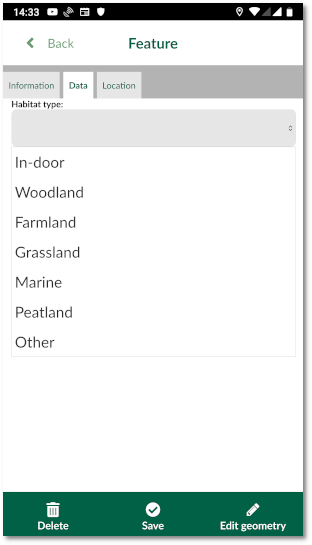 14:33
Back
Feature
Information Data Location
Habitat type:
In-door
Woodland
Farmland
Grassland
Marine
Peatland
Other
Delete Save Edit geometry